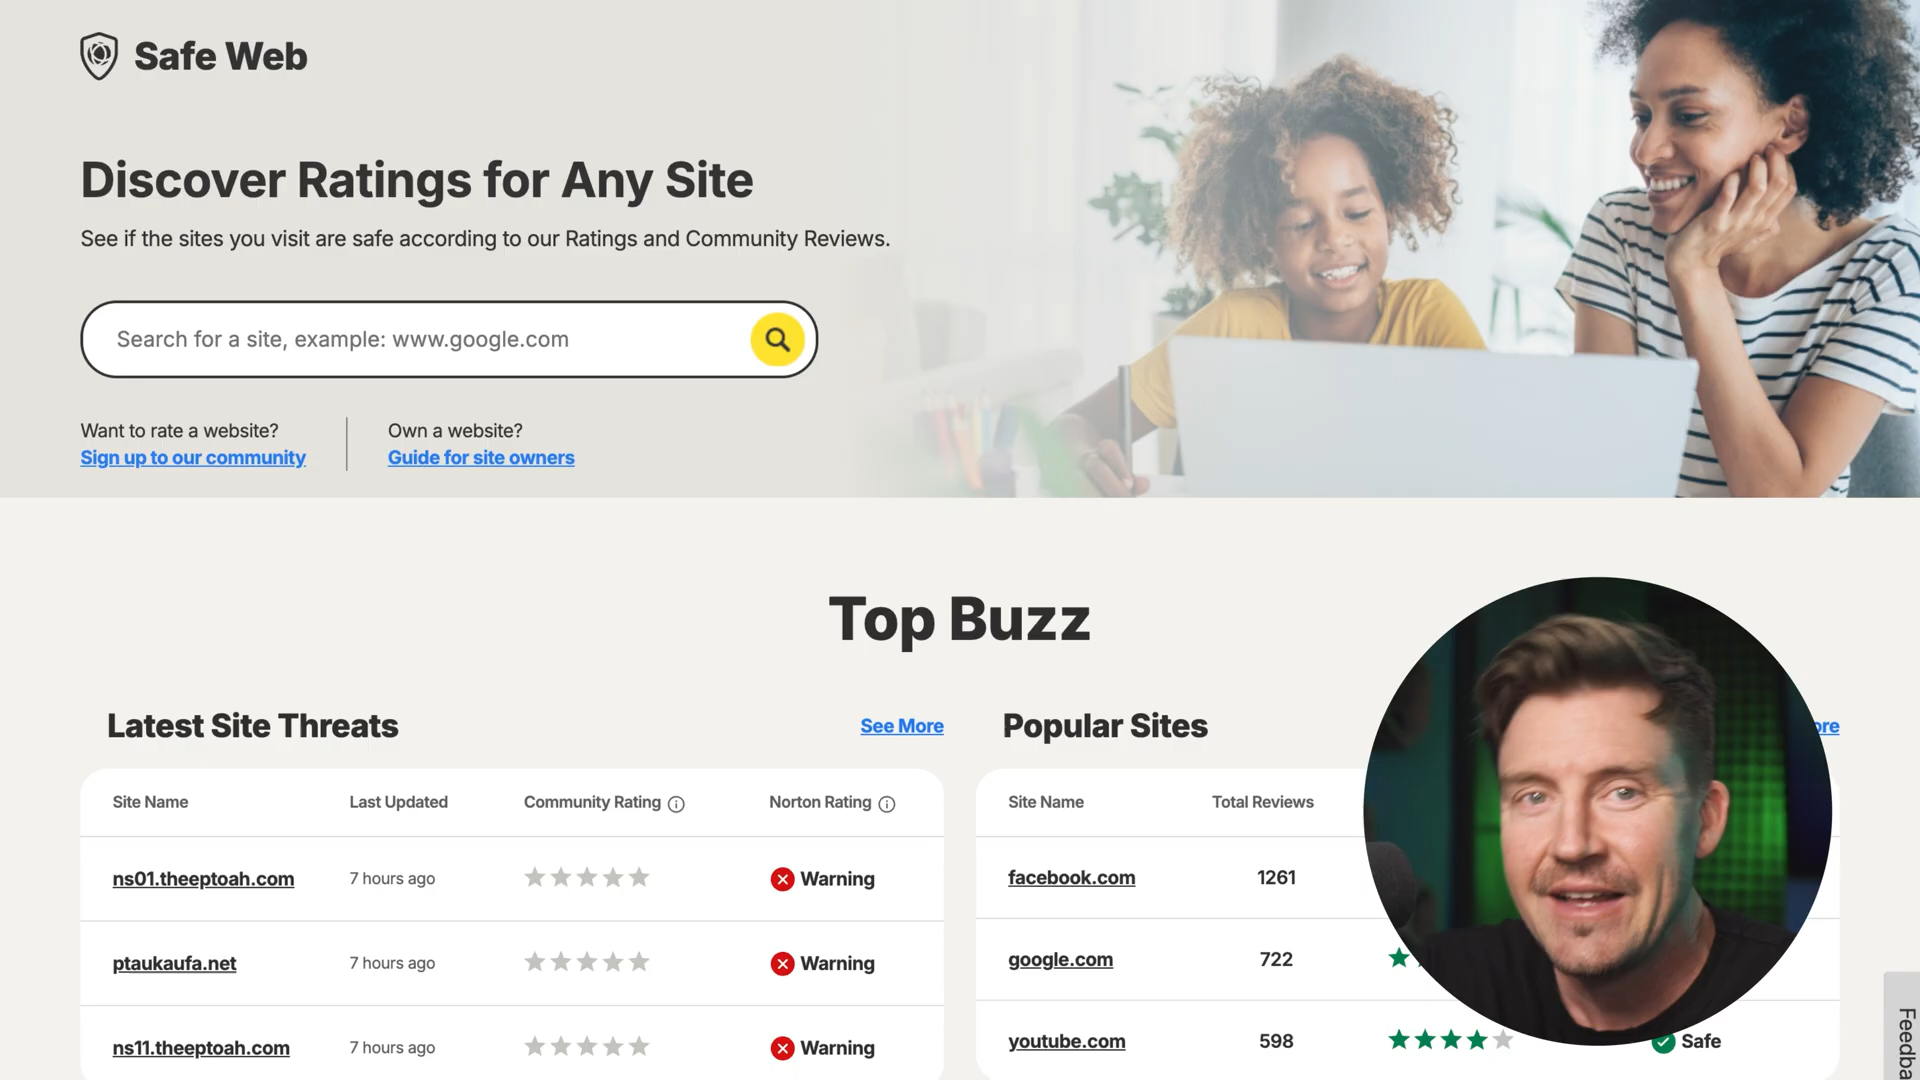 Safe Web
Discover Ratings for Any Site
See if the sites you visit are safe according to our Ratings and Community Reviews.
Search for a site, example: www.google.com
Want to rate a website?
Sign up to our community
Own a website?
Guide for site owners
Top Buzz
Latest Site Threats
See More
Site Name Last Updated Community Rating Norton Rating
ns01.theeptoah.com 7 hours ago Warning
ptaukaufa.net 7 hours ago Warning
ns11.theeptoah.com 7 hours ago Warning
Popular Sites
Site Name Total Reviews
facebook.com 1261
google.com 722
youtube.com 598 Safe